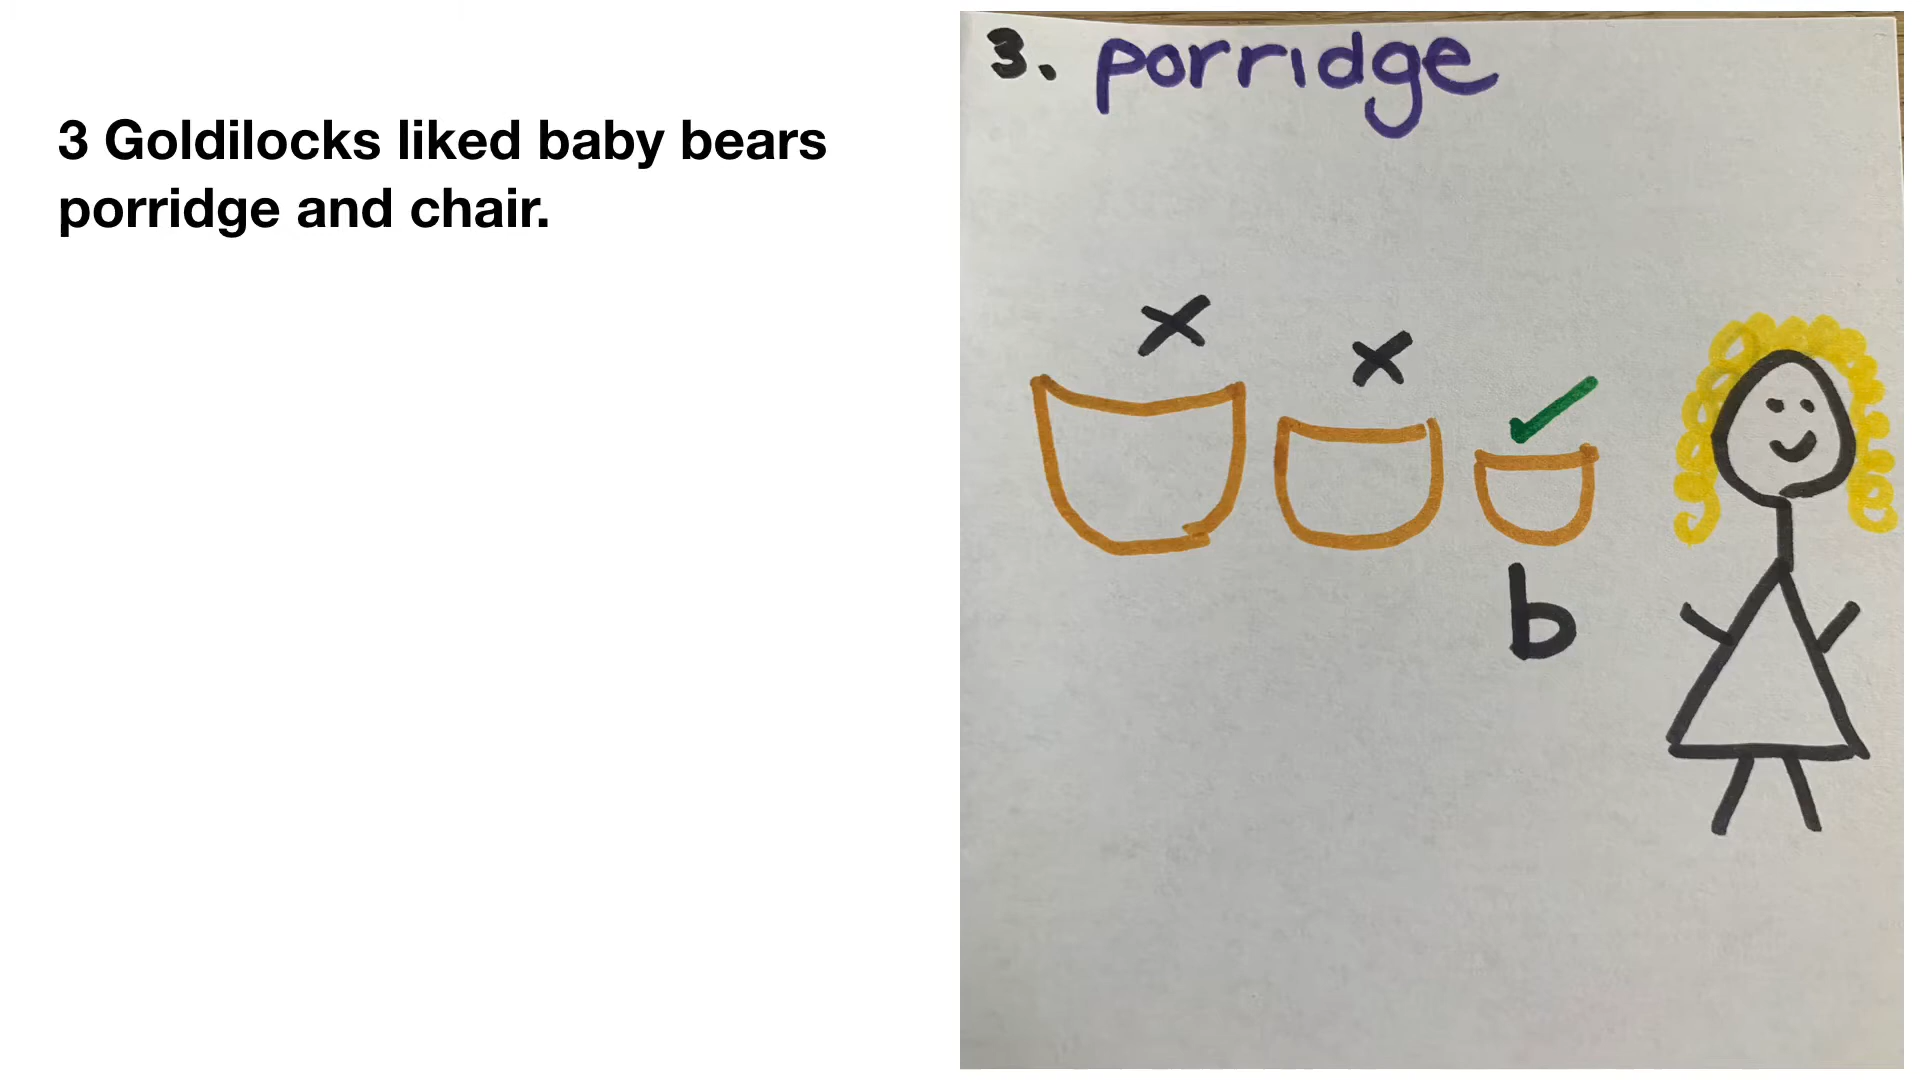 3 Goldilocks liked baby bears
porridge and chair.
3. porridge
b